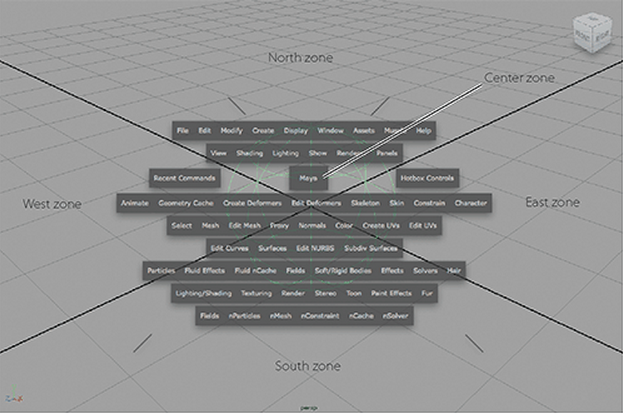 North zone
Center zone
File Edit Modify Create Display Window Assets Muscle Help
View Shading Lighting Show Renderer Panels
Recent Commands Maya Hotbox Controls
West zone
East zone
Animate Geometry Cache Create Deformers Edit Deformers Skeleton Skin Constrain Character
Select Mesh Edit Mesh Proxy Normals Color Create UVs Edit UVs
Edit Curves Surfaces Edit NURBS Subdiv Surfaces
Particles Fluid Effects Fluid nCache Fields Soft/Rigid Bodies Effects Solvers Hair
Lighting/Shading Texturing Render Stereo Toon Paint Effects Fur
Fields nParticles nMesh nConstraint nCache nSolver
South zone
persp